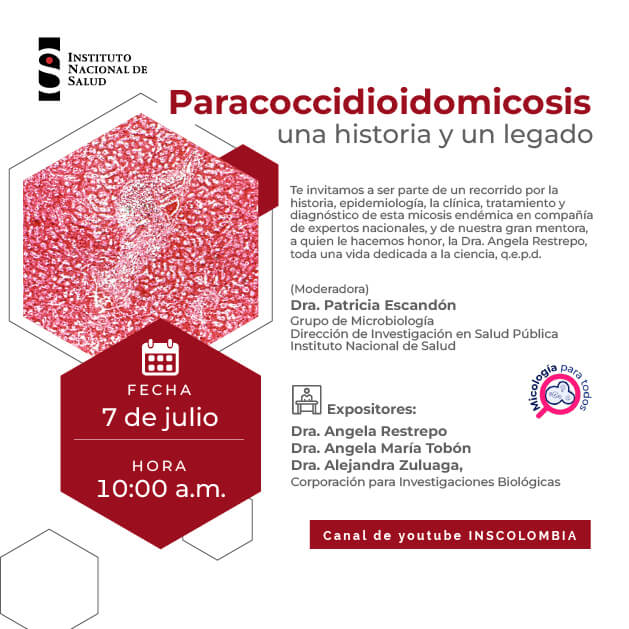 INSTITUTO
NACIONAL DE
SALUD
Paracoccidioidomicosis
una historia y un legado
Te invitamos a ser parte de un recorrido por la
historia, epidemiología, la clínica, tratamiento y
diagnóstico de esta micosis endémica en compañía
de expertos nacionales, y de nuestra gran mentora,
a quien le hacemos honor, la Dra. Angela Restrepo,
toda una vida dedicada a la ciencia, q.e.p.d.
(Moderadora)
Dra. Patricia Escandón
Grupo de Microbiología
Dirección de Investigación en Salud Pública
Instituto Nacional de Salud
FECHA
7 de julio
HORA
10:00 a.m.
Micología para todos
Expositores:
Dra. Angela Restrepo
Dra. Angela María Tobón
Dra. Alejandra Zuluaga,
Corporación para Investigaciones Biológicas
Canal de youtube INSCOLOMBIA